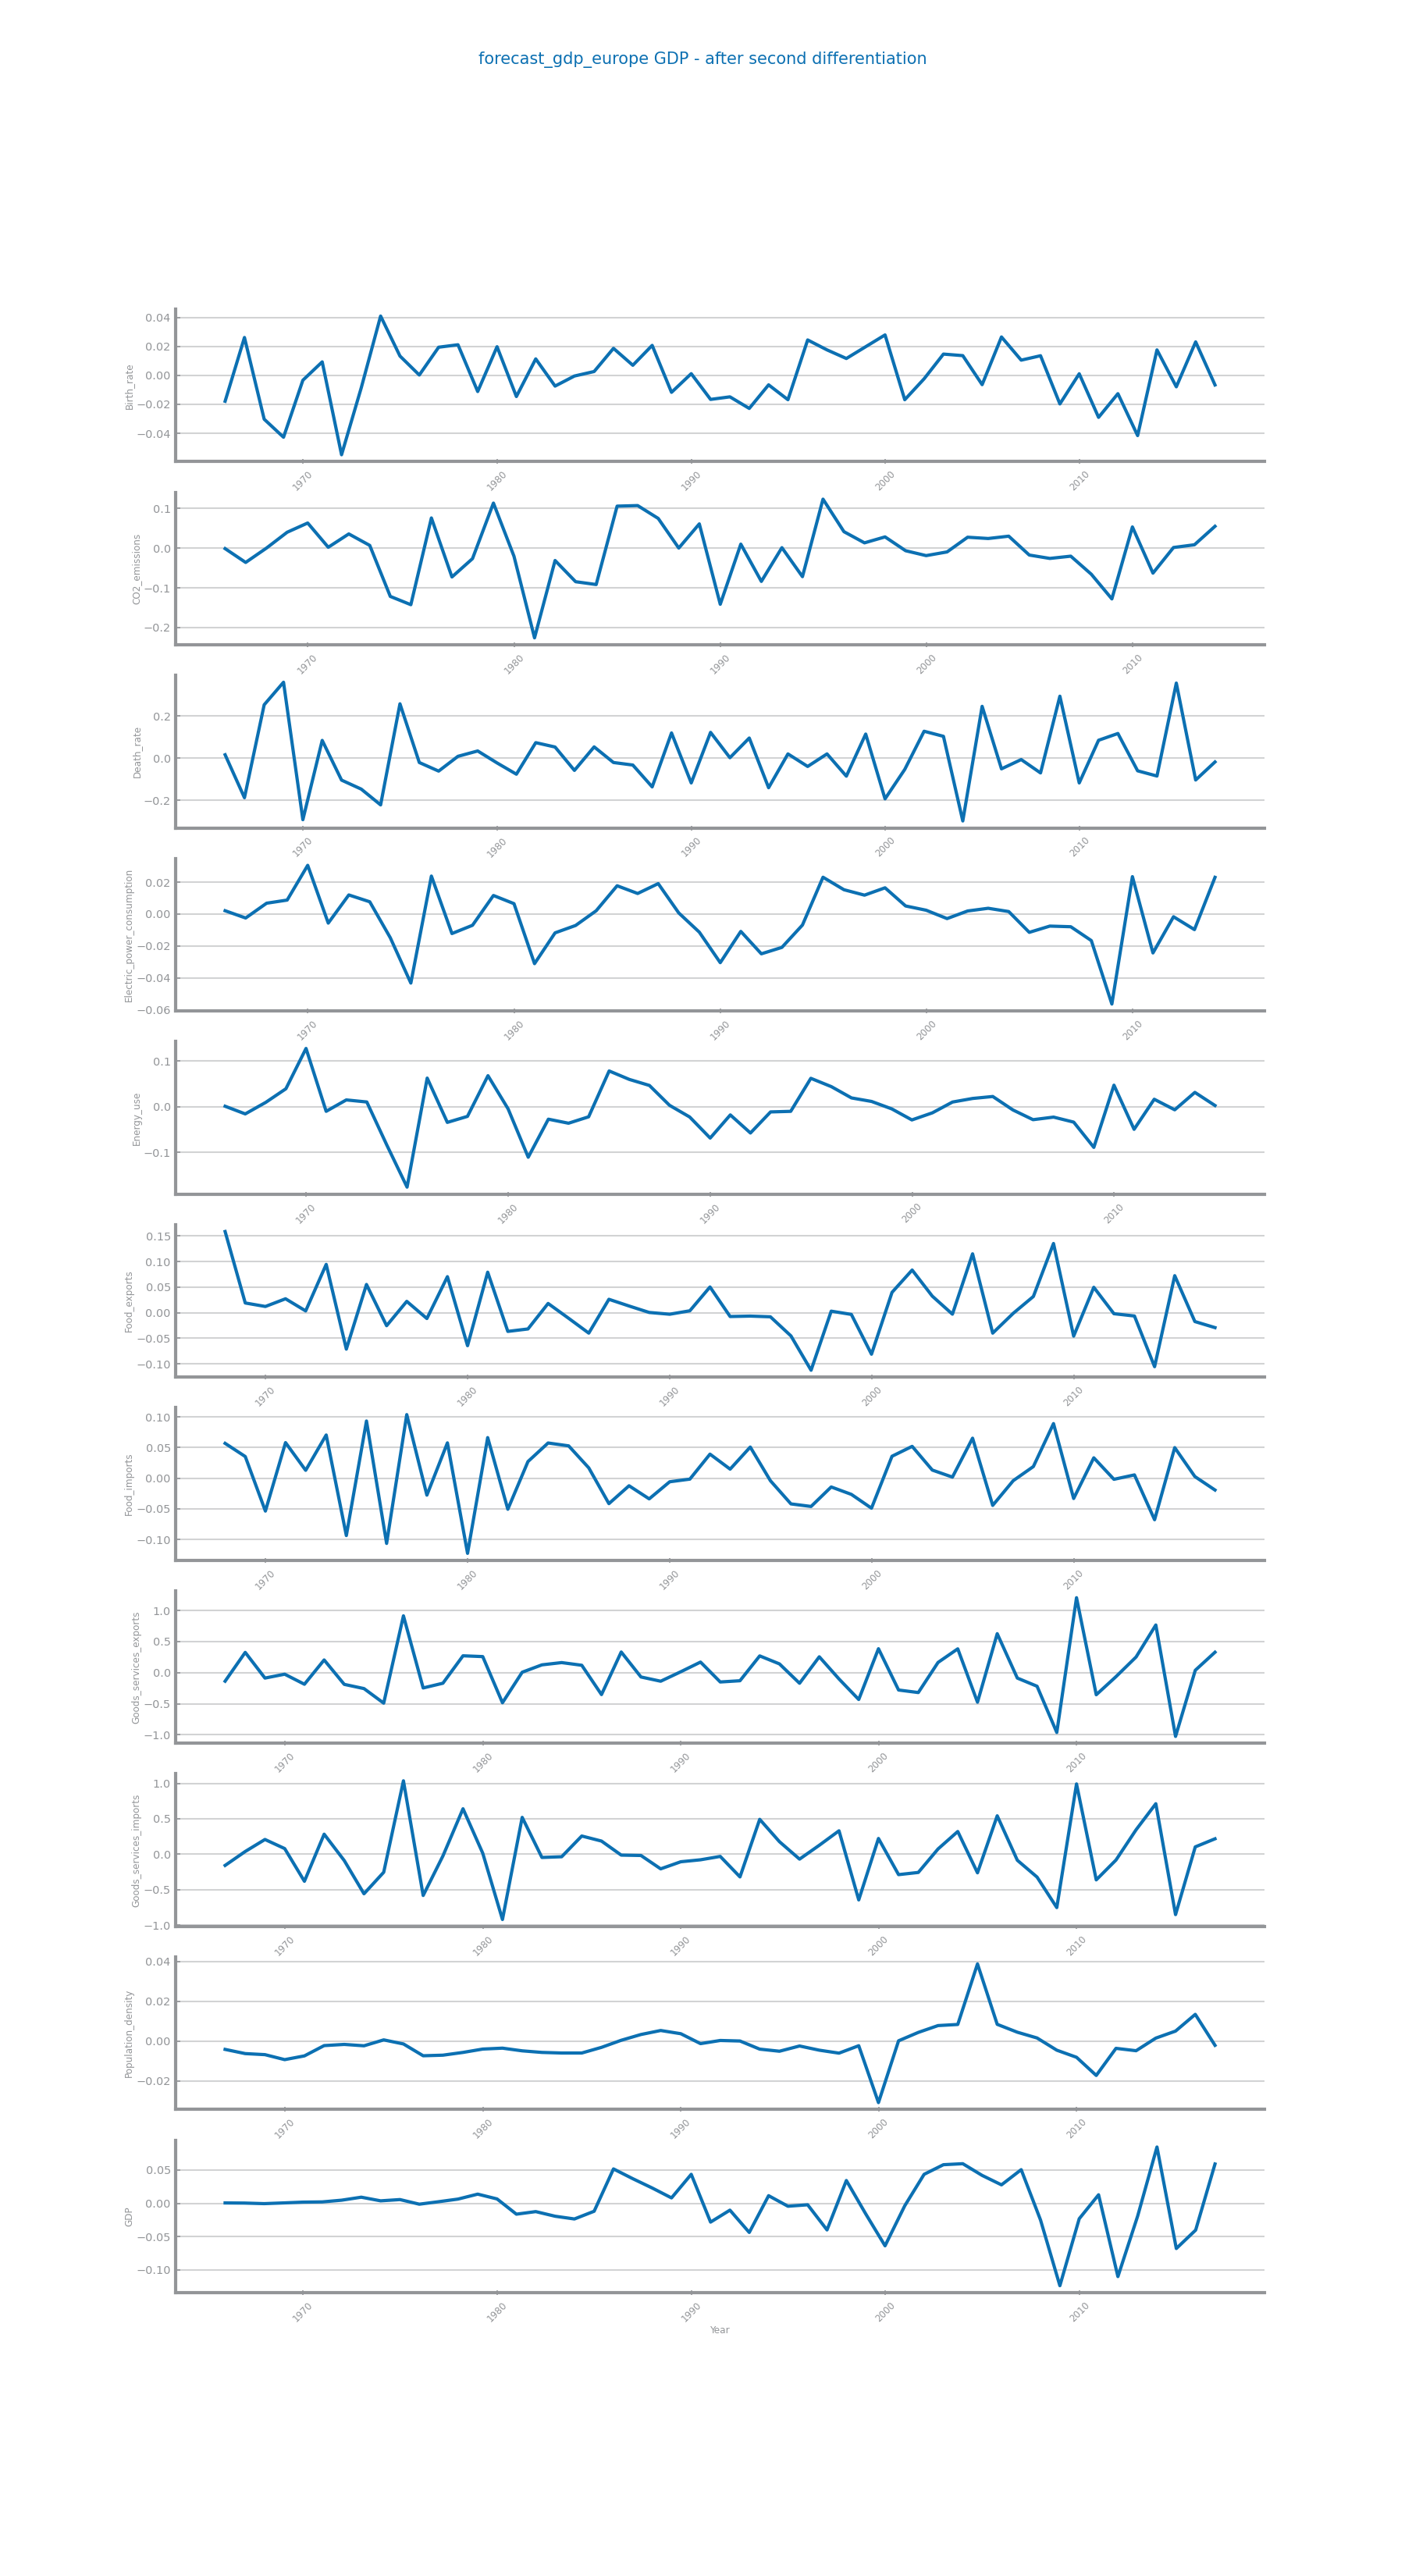 forecast_gdp_europe GDP - after second differentiation
Birth_rate
0.04
0.02
0.00
−0.02
−0.04
1970 1980 1990 2000 2010
CO2_emissions
0.1
0.0
−0.1
−0.2
1970 1980 1990 2000 2010
Death_rate
0.2
0.0
−0.2
1970 1980 1990 2000 2010
Electric_power_consumption
0.02
0.00
−0.02
−0.04
−0.06
1970 1980 1990 2000 2010
Energy_use
0.1
0.0
−0.1
1970 1980 1990 2000 2010
Food_exports
0.15
0.10
0.05
0.00
−0.05
−0.10
1970 1980 1990 2000 2010
Food_imports
0.10
0.05
0.00
−0.05
−0.10
1970 1980 1990 2000 2010
Goods_services_exports
1.0
0.5
0.0
−0.5
−1.0
1970 1980 1990 2000 2010
Goods_services_imports
1.0
0.5
0.0
−0.5
−1.0
1970 1980 1990 2000 2010
Population_density
0.04
0.02
0.00
−0.02
1970 1980 1990 2000 2010
GDP
0.05
0.00
−0.05
−0.10
1970 1980 1990 2000 2010
Year